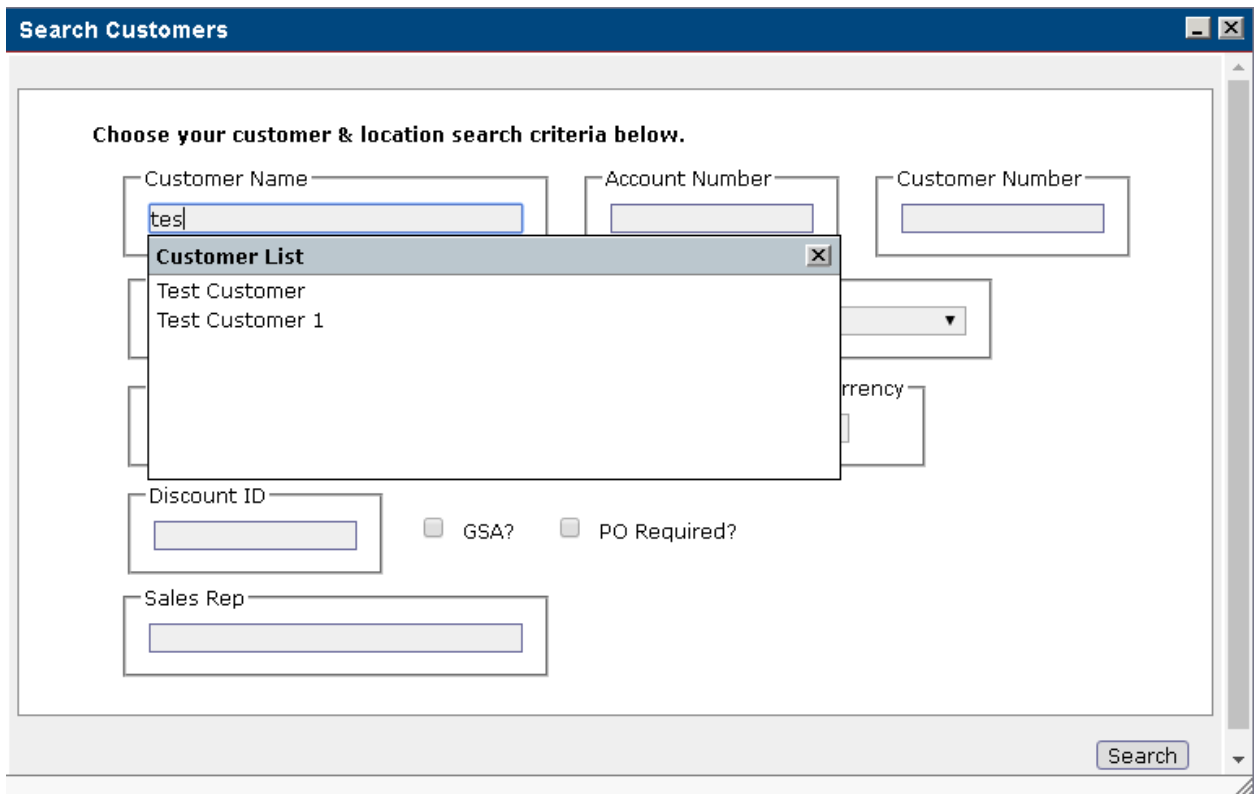 Search Customers
Choose your customer & location search criteria below.
Customer Name Account Number Customer Number
tes
Customer List
Test Customer
Test Customer 1
rrency
Discount ID
GSA? PO Required?
Sales Rep
Search